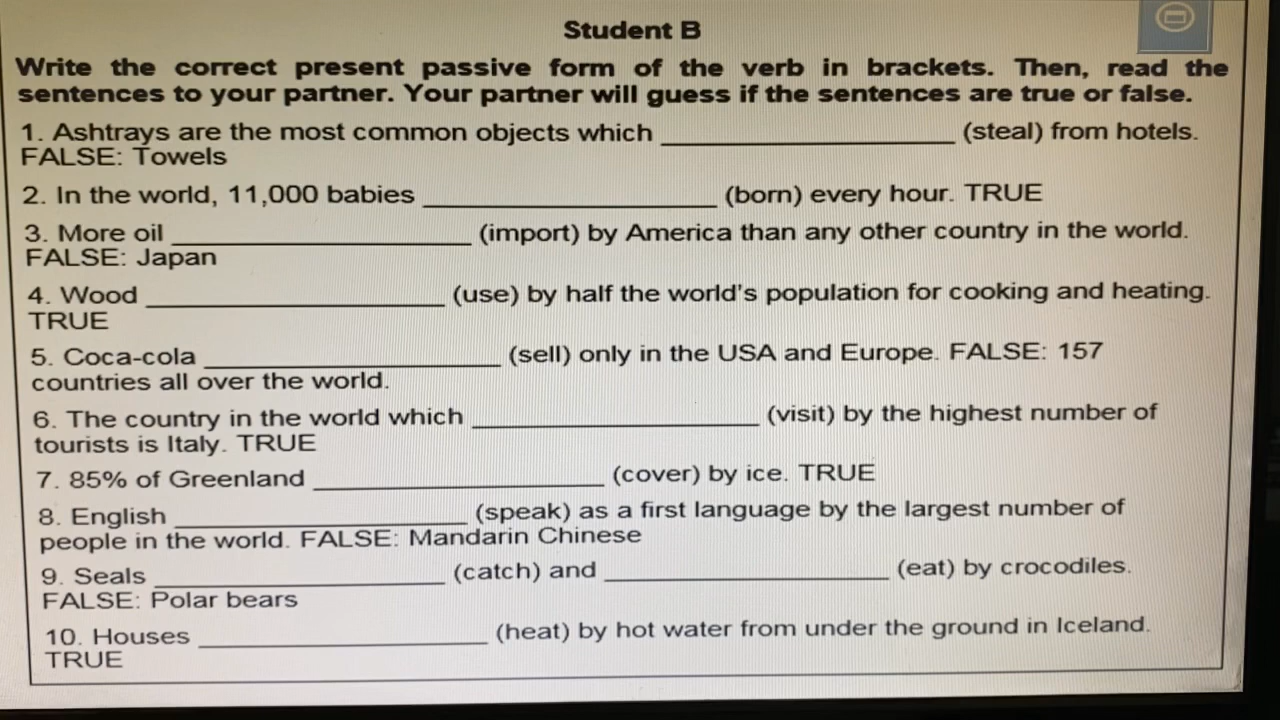 Student B
Write the correct present passive form of the verb in brackets. Then, read the
sentences to your partner. Your partner will guess if the sentences are true or false.
1. Ashtrays are the most common objects which ____________________ (steal) from hotels.
FALSE: Towels
2. In the world, 11,000 babies ____________________ (born) every hour. TRUE
3. More oil ____________________ (import) by America than any other country in the world.
FALSE: Japan
4. Wood ____________________ (use) by half the world's population for cooking and heating.
TRUE
5. Coca-cola ____________________ (sell) only in the USA and Europe. FALSE: 157
countries all over the world.
6. The country in the world which ____________________ (visit) by the highest number of
tourists is Italy. TRUE
7. 85% of Greenland ____________________ (cover) by ice. TRUE
8. English ____________________ (speak) as a first language by the largest number of
people in the world. FALSE: Mandarin Chinese
9. Seals ____________________ (catch) and ____________________ (eat) by crocodiles.
FALSE: Polar bears
10. Houses ____________________ (heat) by hot water from under the ground in Iceland.
TRUE